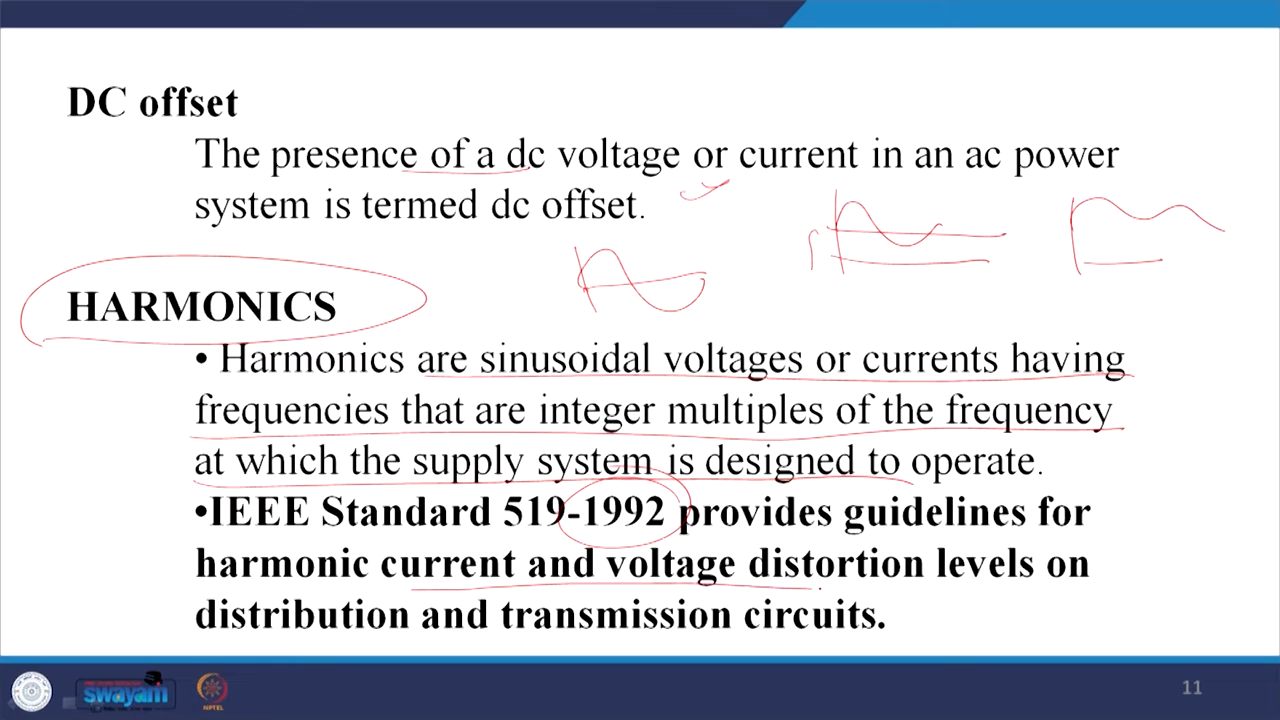 DC offset
The presence of a dc voltage or current in an ac power
system is termed dc offset.
HARMONICS
• Harmonics are sinusoidal voltages or currents having
frequencies that are integer multiples of the frequency
at which the supply system is designed to operate.
•IEEE Standard 519-1992 provides guidelines for
harmonic current and voltage distortion levels on
distribution and transmission circuits.
swayam
NPTEL
11